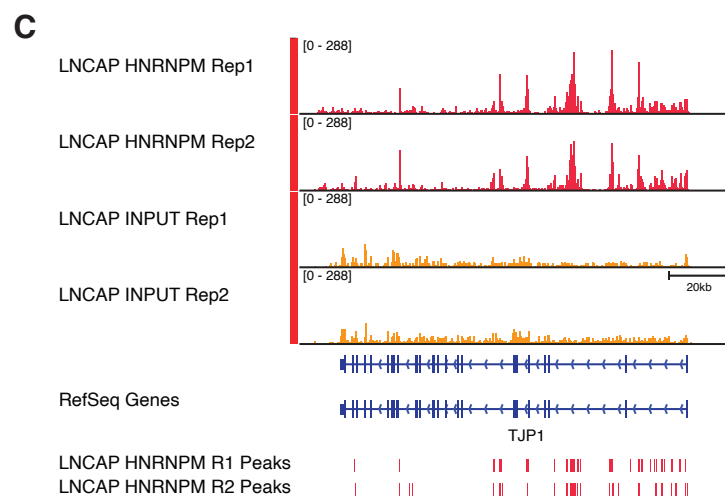 C
[0 - 288]
LNCAP HNRNPM Rep1
[0 - 288]
LNCAP HNRNPM Rep2
[0 - 288]
LNCAP INPUT Rep1
[0 - 288]
20kb
LNCAP INPUT Rep2
RefSeq Genes
TJP1
LNCAP HNRNPM R1 Peaks
LNCAP HNRNPM R2 Peaks